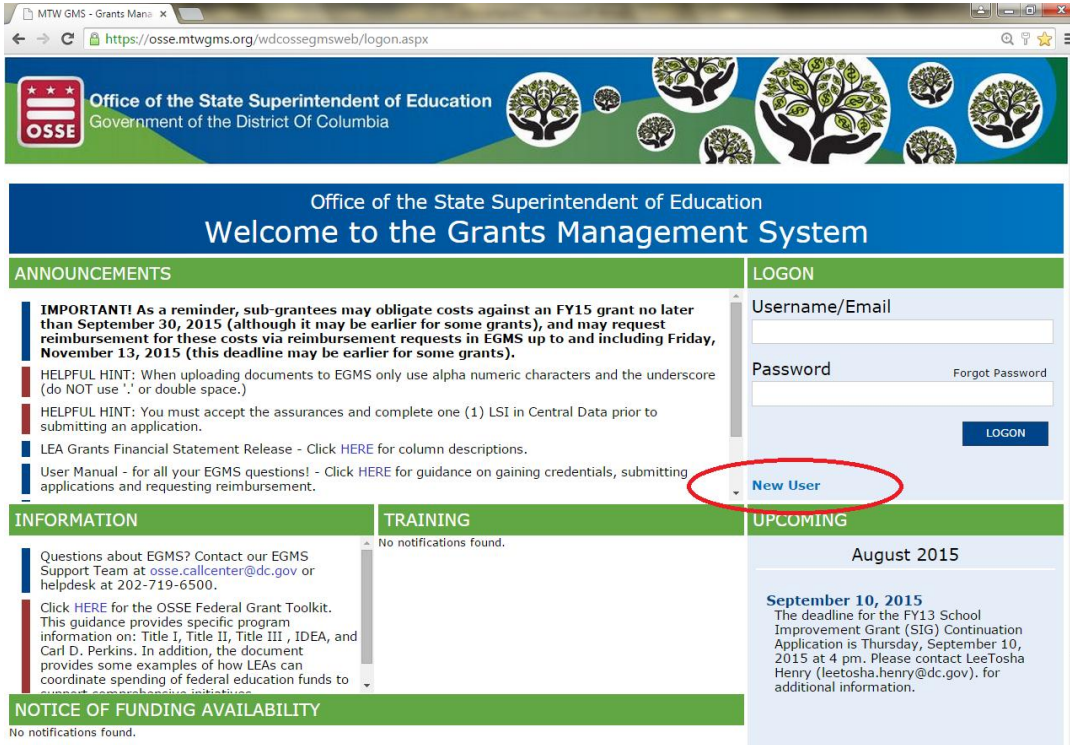 MTW GMS - Grants Mana
https://osse.mtwgms.org/wdcossegmsweb/logon.aspx
OSSE
Office of the State Superintendent of Education
Government of the District Of Columbia
Office of the State Superintendent of Education
Welcome to the Grants Management System
ANNOUNCEMENTS
IMPORTANT! As a reminder, sub-grantees may obligate costs against an FY15 grant no later
than September 30, 2015 (although it may be earlier for some grants), and may request
reimbursement for these costs via reimbursement requests in EGMS up to and including Friday,
November 13, 2015 (this deadline may be earlier for some grants).
HELPFUL HINT: When uploading documents to EGMS only use alpha numeric characters and the underscore
(do NOT use '.' or double space.)
HELPFUL HINT: You must accept the assurances and complete one (1) LSI in Central Data prior to
submitting an application.
LEA Grants Financial Statement Release - Click HERE for column descriptions.
User Manual - for all your EGMS questions! - Click HERE for guidance on gaining credentials, submitting
applications and requesting reimbursement.
LOGON
Username/Email
Password
Forgot Password
LOGON
New User
INFORMATION
Questions about EGMS? Contact our EGMS
Support Team at osse.callcenter@dc.gov or
helpdesk at 202-719-6500.
Click HERE for the OSSE Federal Grant Toolkit.
This guidance provides specific program
information on: Title I, Title II, Title III , IDEA, and
Carl D. Perkins. In addition, the document
provides some examples of how LEAs can
coordinate spending of federal education funds to
support comprehensive initiatives
TRAINING
No notifications found.
UPCOMING
August 2015
September 10, 2015
The deadline for the FY13 School
Improvement Grant (SIG) Continuation
Application is Thursday, September 10,
2015 at 4 pm. Please contact LeeTosha
Henry (leetosha.henry@dc.gov). for
additional information.
NOTICE OF FUNDING AVAILABILITY
No notifications found.